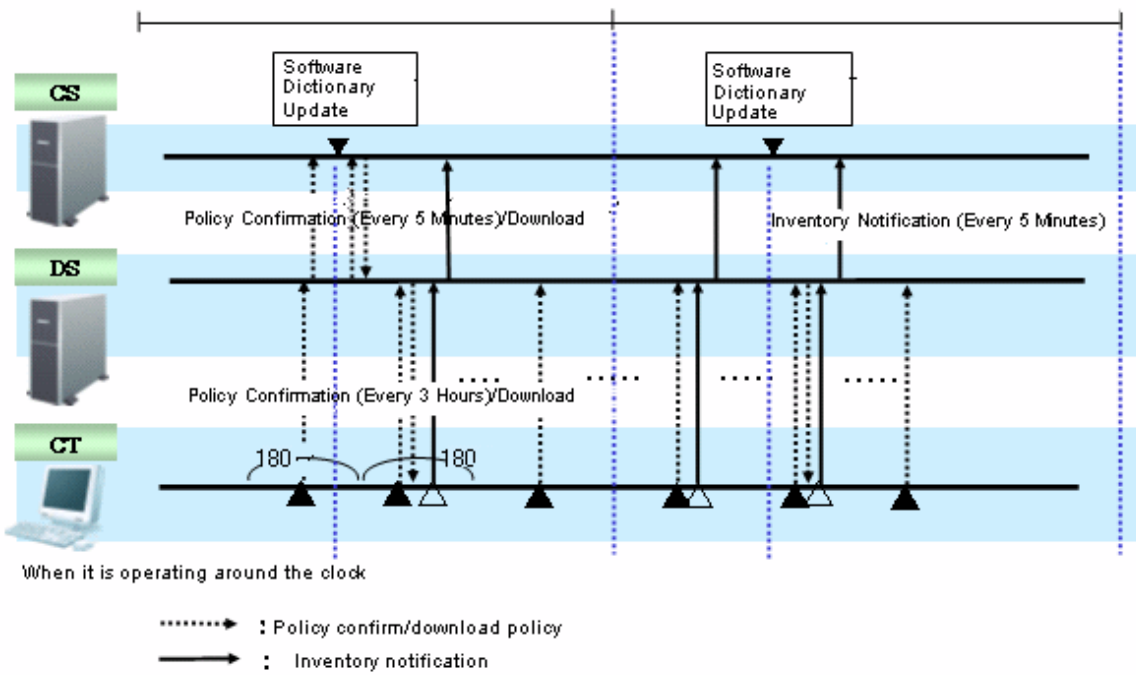 CS
Software
Dictionary
Update
Software
Dictionary
Update
Policy Confirmation (Every 5 Minutes)/Download
Inventory Notification (Every 5 Minutes)
DS
Policy Confirmation (Every 3 Hours)/Download
CT
180
180
When it is operating around the clock
: Policy confirm/download policy
: Inventory notification